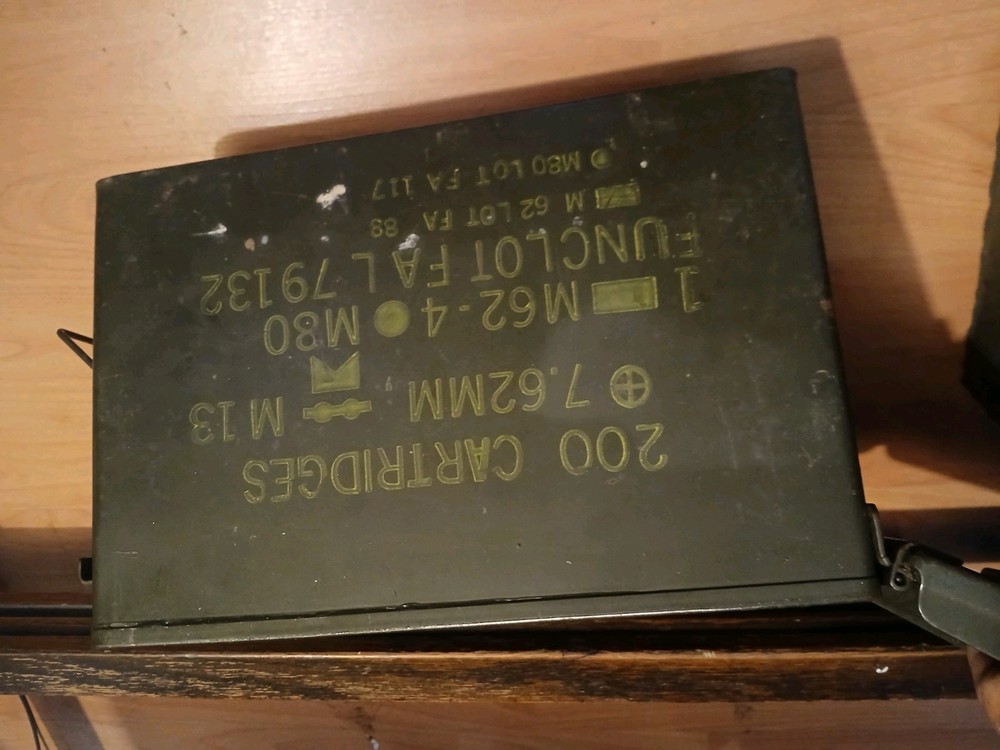 200 CARTRIDGES
7.62MM, M13
1 M62-4 M80
FUNCLOT FA L 79132
M 62 LOT FA 88
M80 LOT FA 117